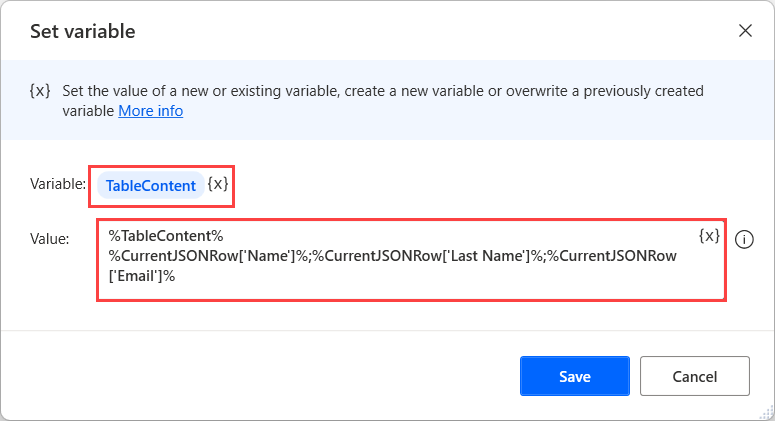 Set variable
{x} Set the value of a new or existing variable, create a new variable or overwrite a previously created
variable More info
Variable: TableContent {x}
Value: %TableContent% {x}
%CurrentJSONRow['Name']%;%CurrentJSONRow['Last Name']%;%CurrentJSONRow
['Email']%
Save Cancel